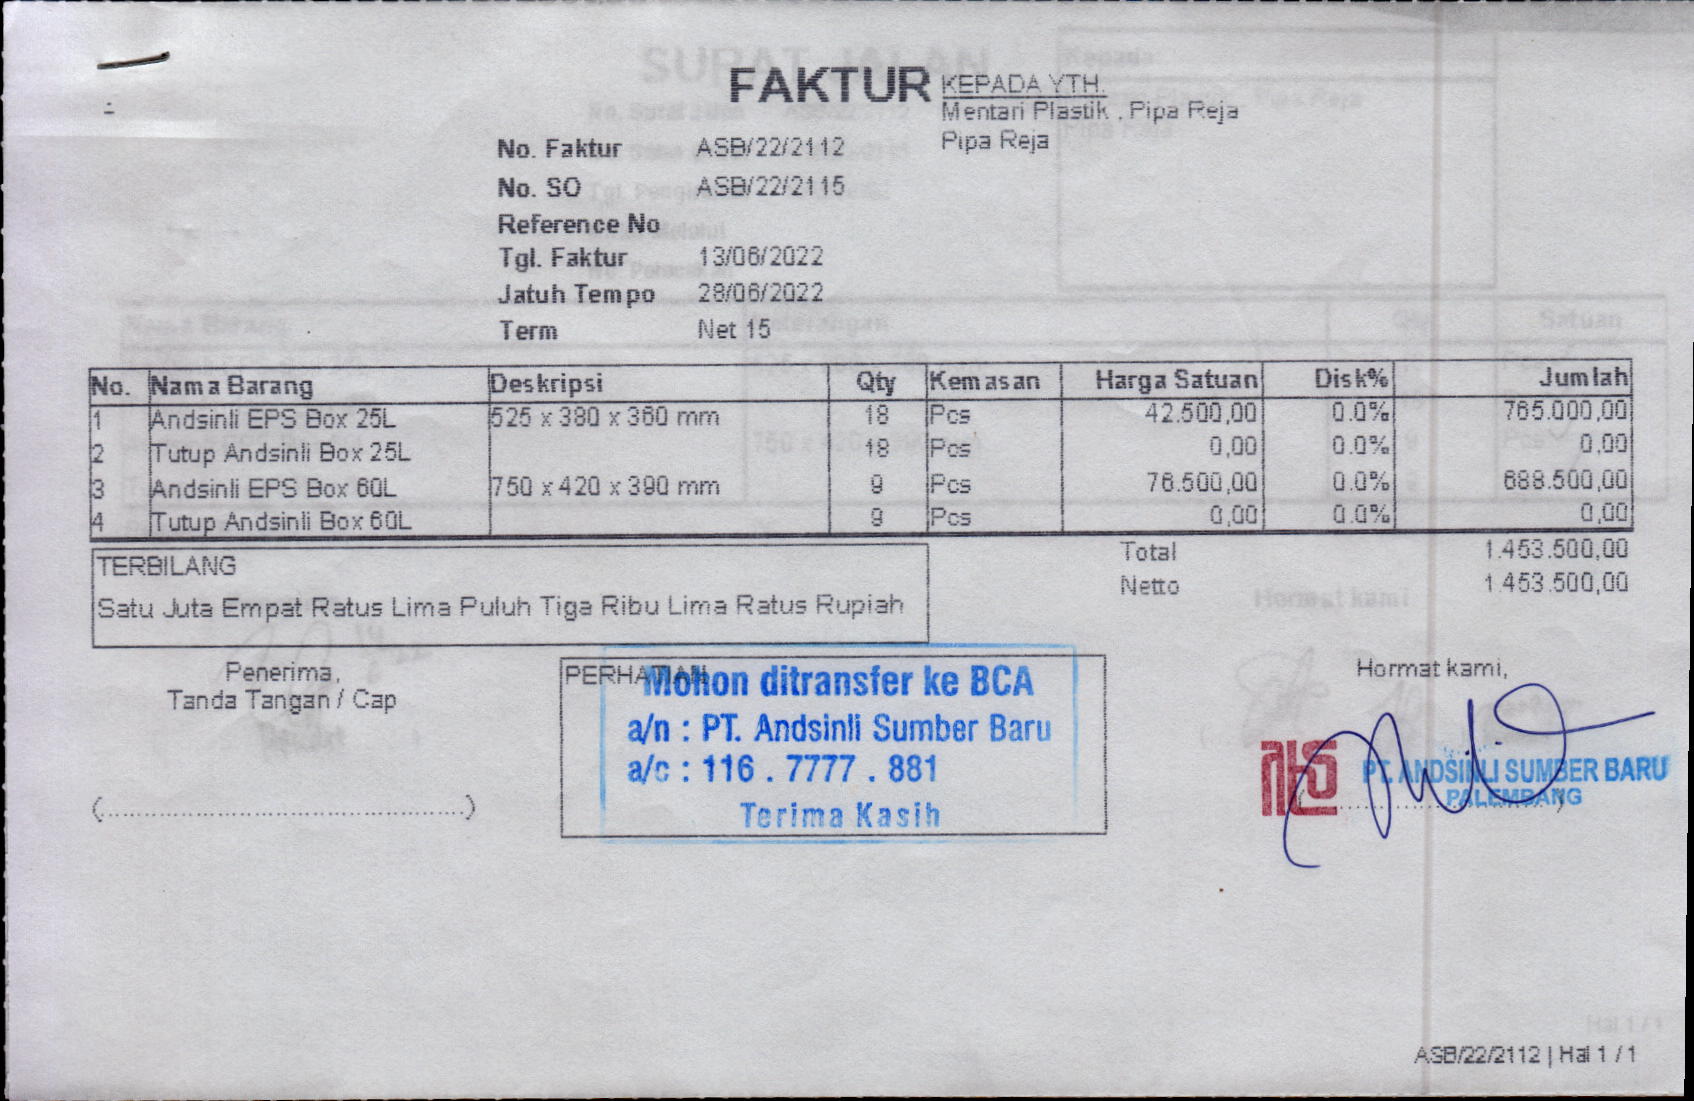 FAKTUR
KEPADA YTH.
Mentari Plastik , Pipa Reja
Pipa Reja
No. Faktur ASB/22/2112
No. SO ASB/22/2115
Reference No
Tgl. Faktur 13/06/2022
Jatuh Tempo 28/06/2022
Term Net 15
No. Nama Barang Deskripsi Qty Kemasan Harga Satuan Disk% Jumlah
1 Andsinli EPS Box 25L 525 x 380 x 360 mm 18 Pcs 42.500,00 0.0% 765.000,00
2 Tutup Andsinli Box 25L 18 Pcs 0,00 0.0% 0,00
3 Andsinli EPS Box 60L 750 x 420 x 390 mm 9 Pcs 76.500,00 0.0% 688.500,00
4 Tutup Andsinli Box 60L 9 Pcs 0,00 0.0% 0,00
Total 1.453.500,00
Netto 1.453.500,00
TERBILANG
Satu Juta Empat Ratus Lima Puluh Tiga Ribu Lima Ratus Rupiah
Penerima,
Tanda Tangan / Cap
(..............................................)
PERHATIAN
Mohon ditransfer ke BCA
a/n : PT. Andsinli Sumber Baru
a/c : 116 . 7777 . 881
Terima Kasih
Hormat kami,
PT. ANDSINLI SUMBER BARU
PALEMBANG
ASB/22/2112 | Hal 1 / 1